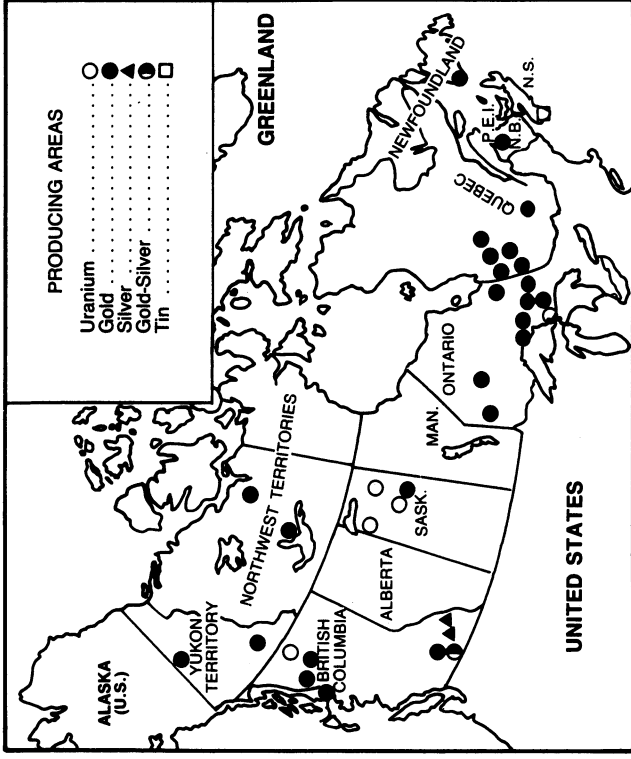 PRODUCING AREAS
Uranium
Gold
Silver
Gold-Silver
Tin
GREENLAND
ALASKA
(U.S.)
YUKON
TERRITORY
NORTHWEST TERRITORIES
BRITISH
COLUMBIA
ALBERTA
SASK.
MAN.
ONTARIO
QUEBEC
NEWFOUNDLAND
P.E.I.
N.B.
N.S.
UNITED STATES